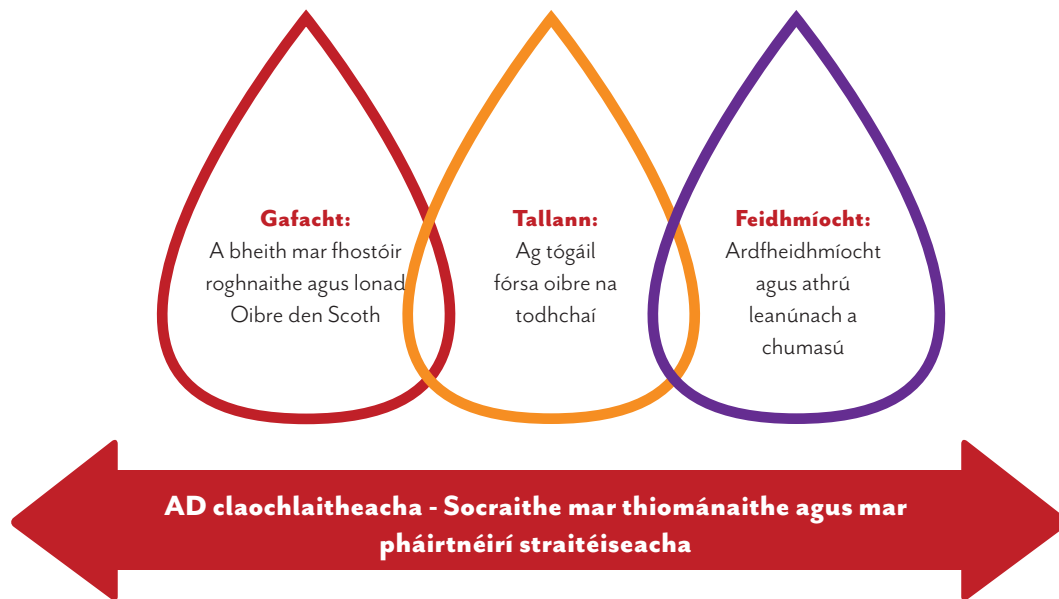 Gafacht:
A bheith mar fhostóir
roghnaithe agus Ionad
Oibre den Scoth
Tallann:
Ag tógáil
fórsa oibre na
todhchaí
Feidhmíocht:
Ardfheidhmíocht
agus athrú
leanúnach a
chumasú
AD claochlaitheacha - Socraithe mar thiománaithe agus mar
pháirtnéirí straitéiseacha